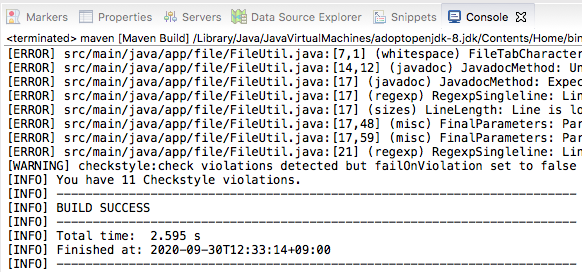 Markers Properties Servers Data Source Explorer Snippets Console
<terminated> maven [Maven Build] /Library/Java/JavaVirtualMachines/adoptopenjdk-8.jdk/Contents/Home/bin
[ERROR] src/main/java/app/file/FileUtil.java:[7,1] (whitespace) FileTabCharacter
[ERROR] src/main/java/app/file/FileUtil.java:[14,12] (javadoc) JavadocMethod: Un
[ERROR] src/main/java/app/file/FileUtil.java:[17] (javadoc) JavadocMethod: Expec
[ERROR] src/main/java/app/file/FileUtil.java:[17] (regexp) RegexpSingleline: Lin
[ERROR] src/main/java/app/file/FileUtil.java:[17] (sizes) LineLength: Line is lo
[ERROR] src/main/java/app/file/FileUtil.java:[17,48] (misc) FinalParameters: Par
[ERROR] src/main/java/app/file/FileUtil.java:[17,59] (misc) FinalParameters: Par
[ERROR] src/main/java/app/file/FileUtil.java:[21] (regexp) RegexpSingleline: Lin
[WARNING] checkstyle:check violations detected but failOnViolation set to false
[INFO] You have 11 Checkstyle violations.
[INFO] ------------------------------------------------------------------------
[INFO] BUILD SUCCESS
[INFO] ------------------------------------------------------------------------
[INFO] Total time:  2.595 s
[INFO] Finished at: 2020-09-30T12:33:14+09:00
[INFO] ------------------------------------------------------------------------